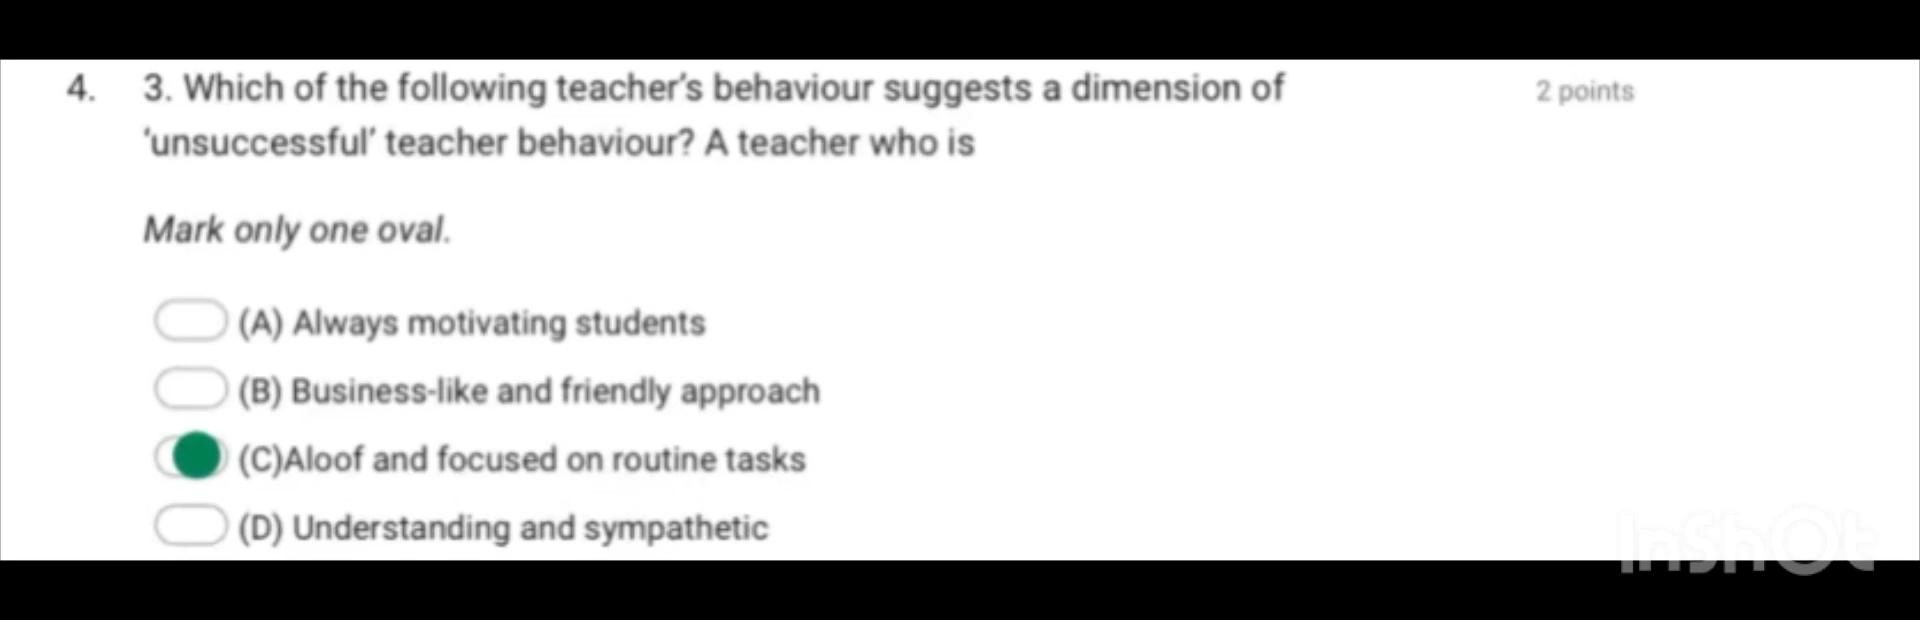 4. 3. Which of the following teacher's behaviour suggests a dimension of 2 points
'unsuccessful' teacher behaviour? A teacher who is
Mark only one oval.
(A) Always motivating students
(B) Business-like and friendly approach
(C)Aloof and focused on routine tasks
(D) Understanding and sympathetic
InShOt